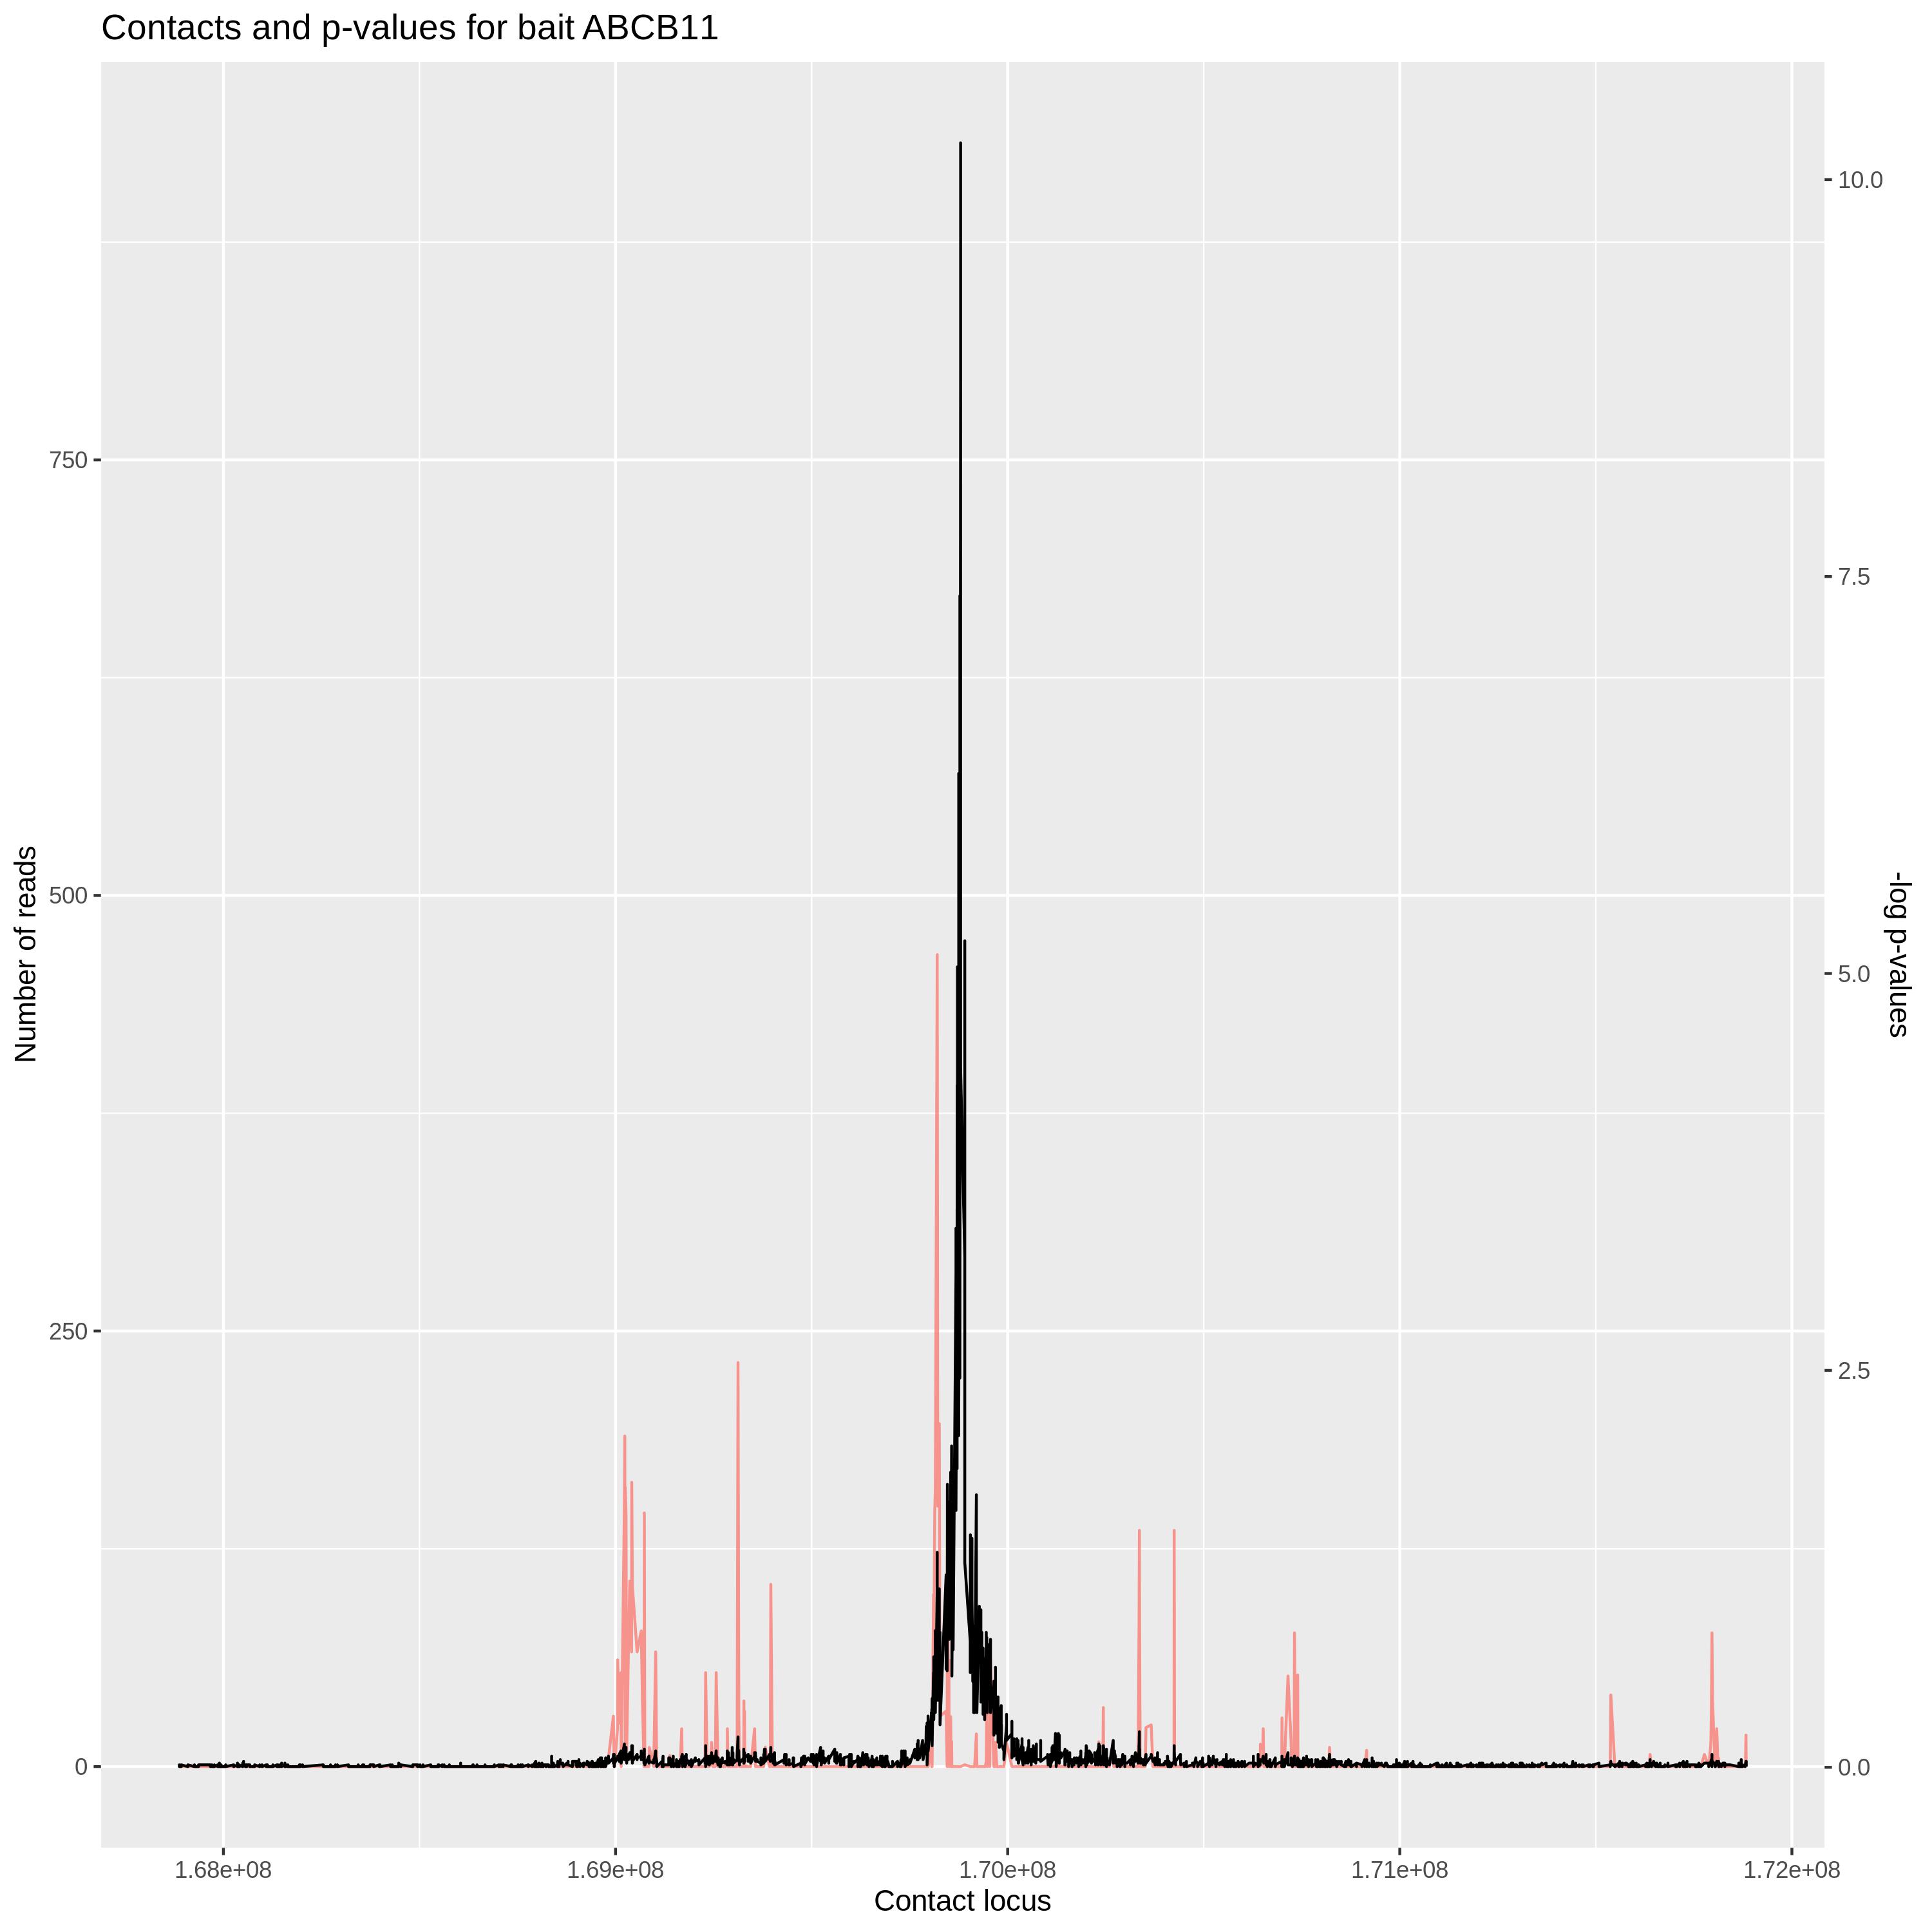 Contacts and p-values for bait ABCB11
Number of reads
750
500
250
0
10.0
7.5
5.0
2.5
0.0
-log p-values
1.68e+08
1.69e+08
1.70e+08
1.71e+08
1.72e+08
Contact locus